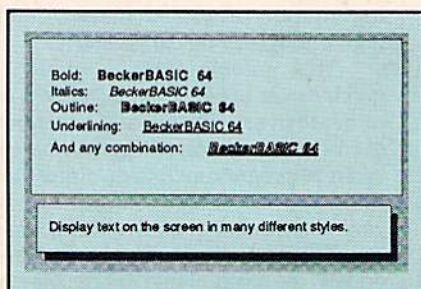 Bold: BeckerBASIC 64
Italics: BeckerBASIC 64
Outline: BeckerBASIC 64
Underlining: BeckerBASIC 64
And any combination: BeckerBASIC 64
Display text on the screen in many different styles.